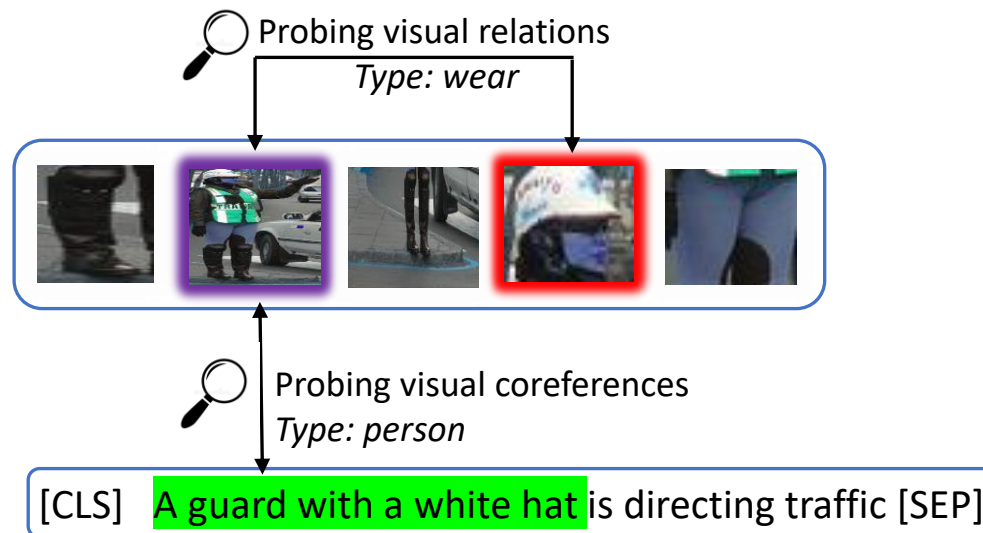 Probing visual relations
Type: wear
Probing visual coreferences
Type: person
[CLS] A guard with a white hat is directing traffic [SEP]